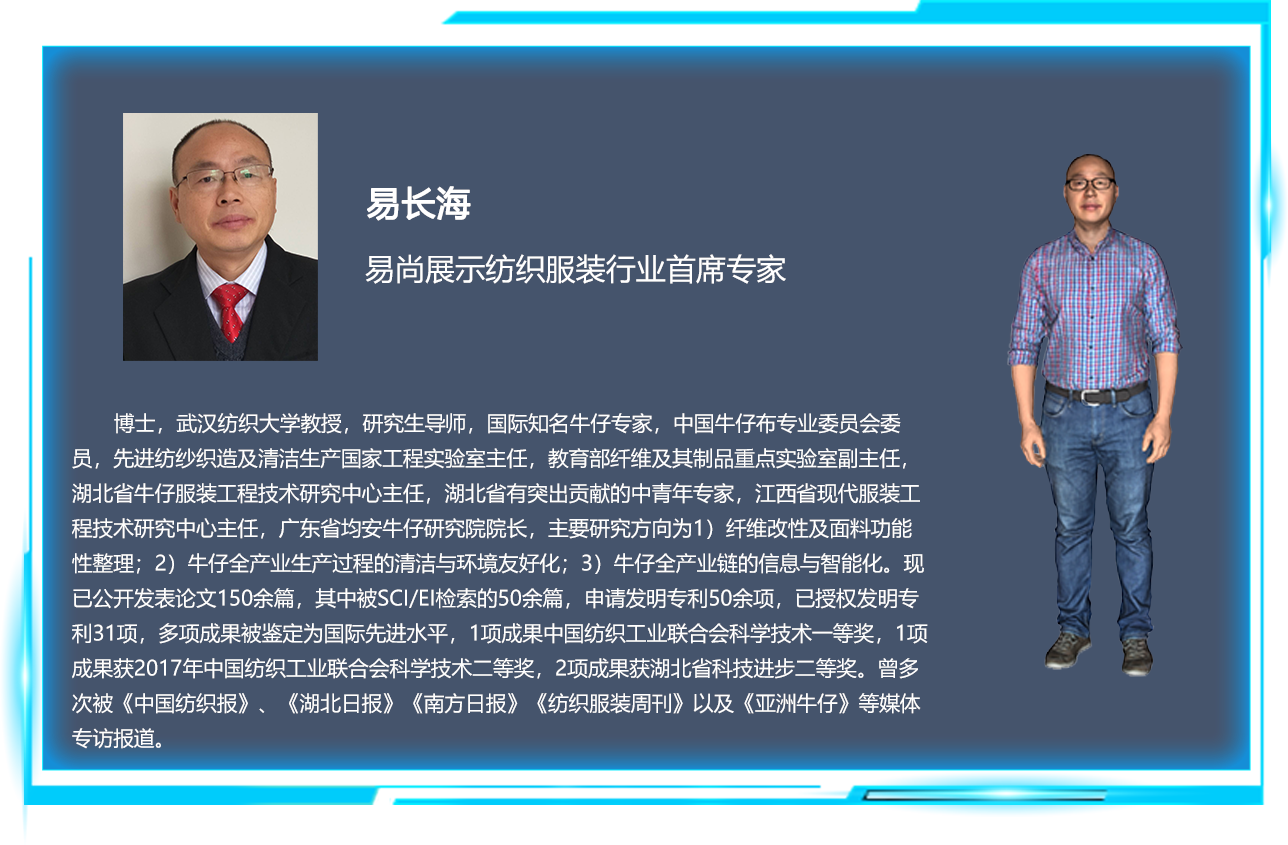 易长海
易尚展示纺织服装行业首席专家
博士，武汉纺织大学教授，研究生导师，国际知名牛仔专家，中国牛仔布专业委员会委
员，先进纺纱织造及清洁生产国家工程实验室主任，教育部纤维及其制品重点实验室副主任，
湖北省牛仔服装工程技术研究中心主任，湖北省有突出贡献的中青年专家，江西省现代服装工
程技术研究中心主任，广东省均安牛仔研究院院长，主要研究方向为1）纤维改性及面料功能
性整理；2）牛仔全产业生产过程的清洁与环境友好化；3）牛仔全产业链的信息与智能化。现
已公开发表论文150余篇，其中被SCI/EI检索的50余篇，申请发明专利50余项，已授权发明专
利31项，多项成果被鉴定为国际先进水平，1项成果中国纺织工业联合会科学技术一等奖，1项
成果获2017年中国纺织工业联合会科学技术二等奖，2项成果获湖北省科技进步二等奖。曾多
次被《中国纺织报》、《湖北日报》《南方日报》《纺织服装周刊》以及《亚洲牛仔》等媒体
专访报道。